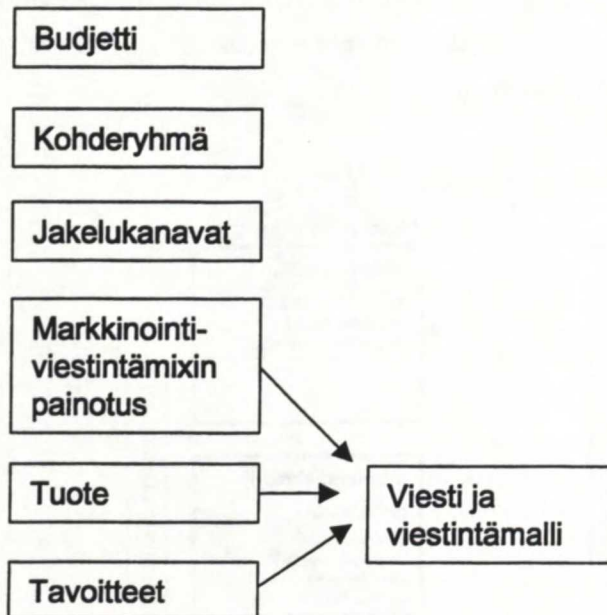 Budjetti
Kohderyhmä
Jakelukanavat
Markkinointi-
viestintämixin
painotus
Tuote
Viesti ja
viestintämalli
Tavoitteet